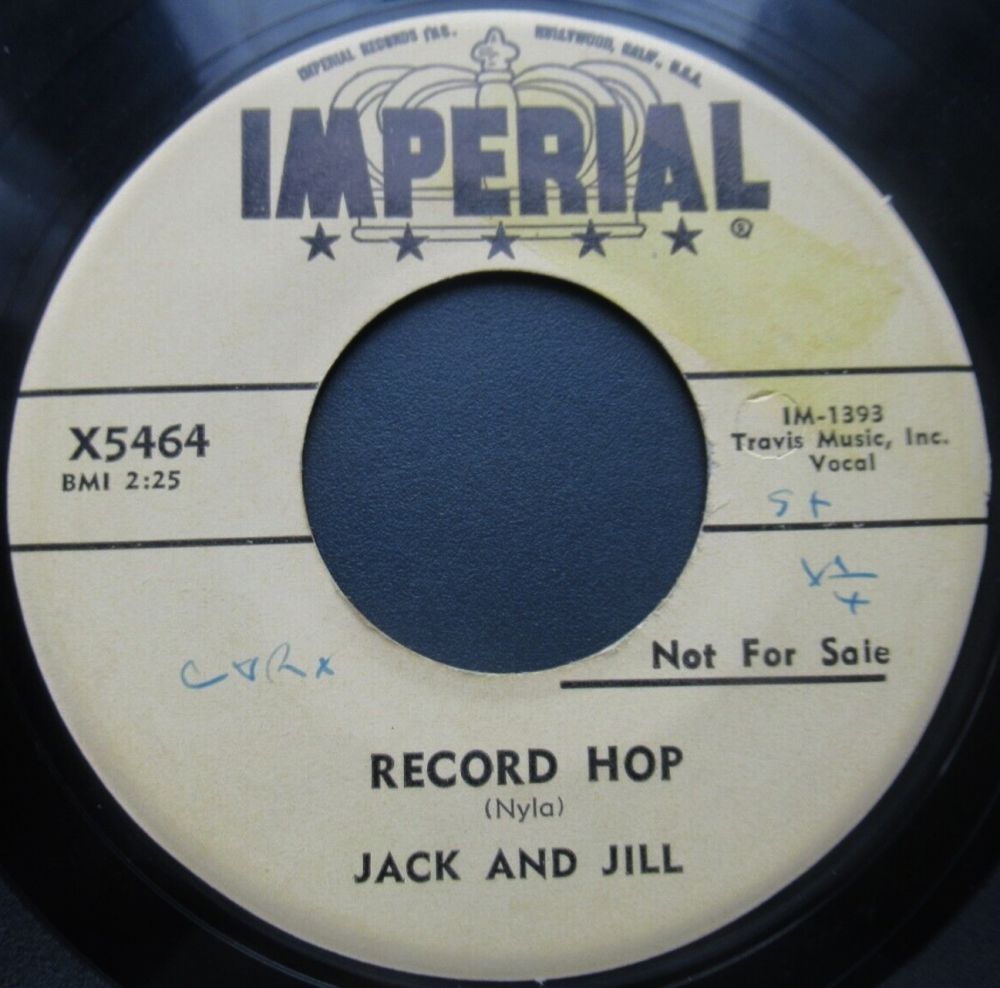 IMPERIAL RECORDS INC. HOLLYWOOD, CALIF., U.S.A.
IMPERIAL
®
X5464
BMI 2:25
IM-1393
Travis Music, Inc.
Vocal
Not For Sale
RECORD HOP
(Nyla)
JACK AND JILL